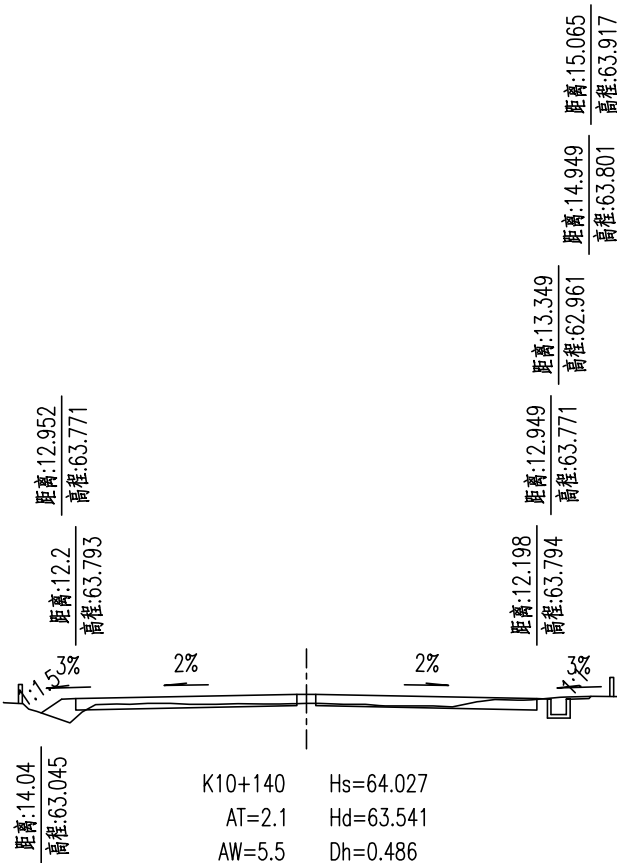 距离:15.065
高程:63.917
距离:14.949
高程:63.801
距离:13.349
高程:62.961
距离:12.952
高程:63.771
距离:12.949
高程:63.771
距离:12.2
高程:63.793
距离:12.198
高程:63.794
1:1.5
3%
2%
2%
3%
1:1
距离:14.04
高程:63.045
K10+140
Hs=64.027
AT=2.1
Hd=63.541
AW=5.5
Dh=0.486